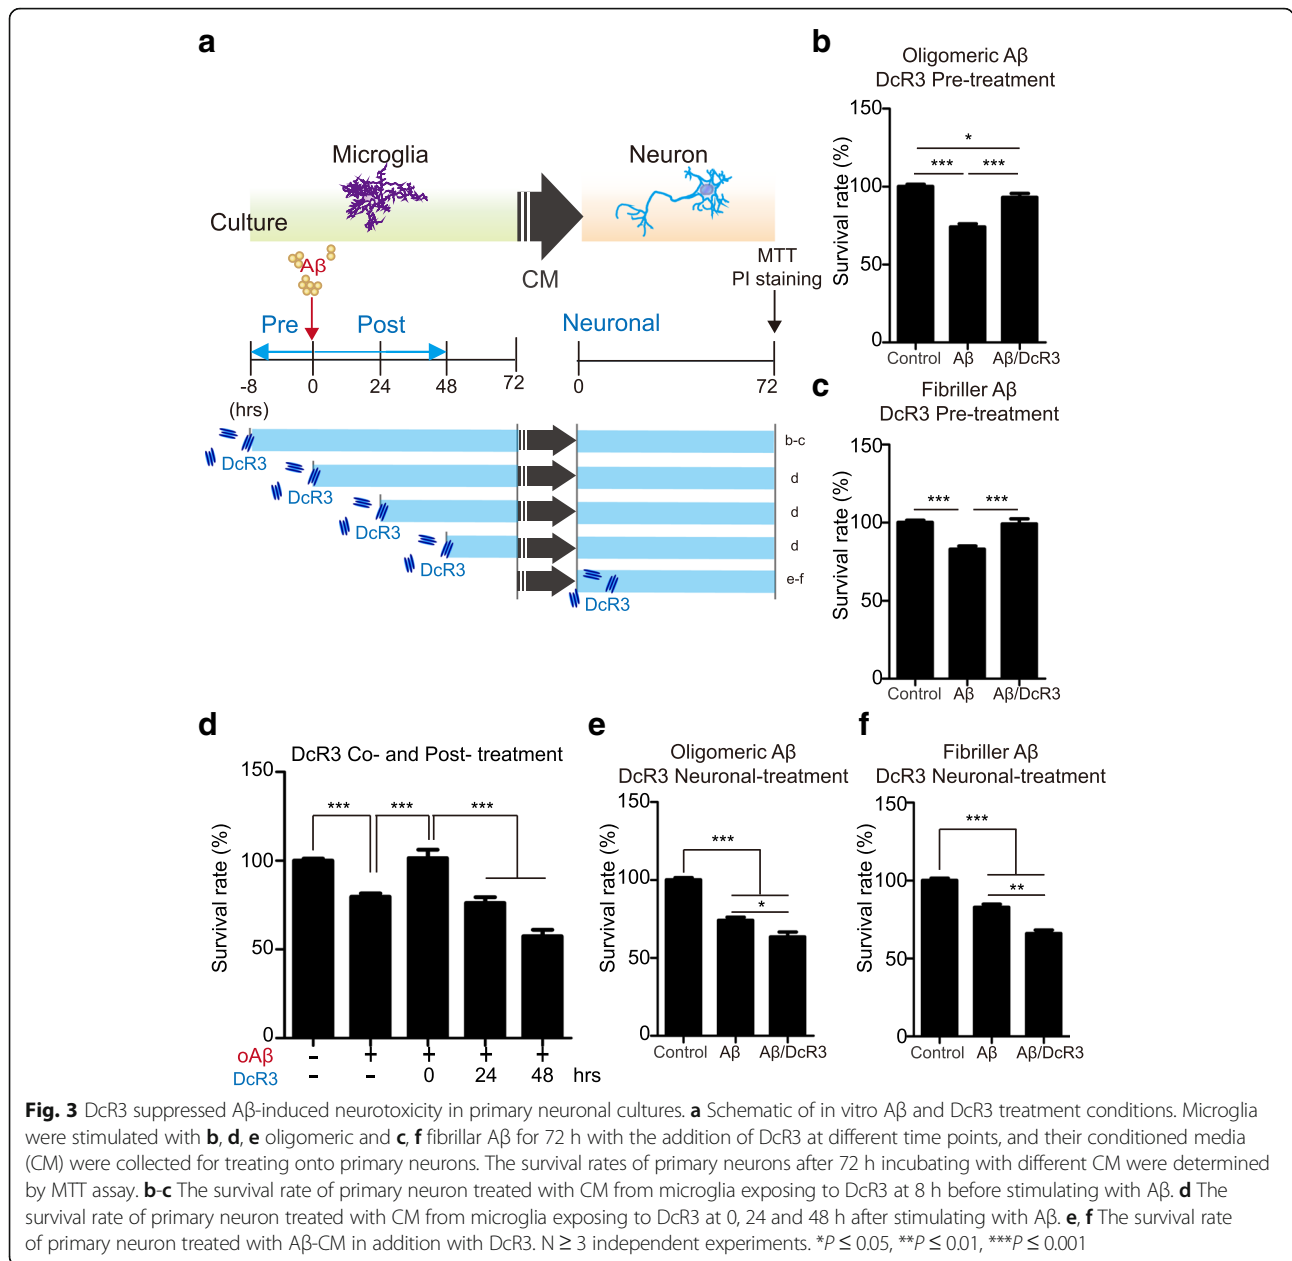 a
Microglia
Neuron
Culture
Aβ
CM
MTT
PI staining
Pre
Post
Neuronal
-8
0
24
48
72
0
72
(hrs)
DcR3
b-c
DcR3
d
DcR3
d
DcR3
d
DcR3
e-f
b
Oligomeric Aβ
DcR3 Pre-treatment
Survival rate (%)
150
100
50
0
*
*** ***
Control Aβ Aβ/DcR3
c
Fibriller Aβ
DcR3 Pre-treatment
Survival rate (%)
150
100
50
0
*** ***
Control Aβ Aβ/DcR3
d
DcR3 Co- and Post- treatment
Survival rate (%)
150
100
50
0
*** *** ***
oAβ - + + + +
DcR3 - - 0 24 48 hrs
e
Oligomeric Aβ
DcR3 Neuronal-treatment
Survival rate (%)
150
100
50
0
***
*
Control Aβ Aβ/DcR3
f
Fibriller Aβ
DcR3 Neuronal-treatment
Survival rate (%)
150
100
50
0
***
**
Control Aβ Aβ/DcR3
Fig. 3 DcR3 suppressed Aβ-induced neurotoxicity in primary neuronal cultures. a Schematic of in vitro Aβ and DcR3 treatment conditions. Microglia
were stimulated with b, d, e oligomeric and c, f fibrillar Aβ for 72 h with the addition of DcR3 at different time points, and their conditioned media
(CM) were collected for treating onto primary neurons. The survival rates of primary neurons after 72 h incubating with different CM were determined
by MTT assay. b-c The survival rate of primary neuron treated with CM from microglia exposing to DcR3 at 8 h before stimulating with Aβ. d The
survival rate of primary neuron treated with CM from microglia exposing to DcR3 at 0, 24 and 48 h after stimulating with Aβ. e, f The survival rate
of primary neuron treated with Aβ-CM in addition with DcR3. N ≥ 3 independent experiments. *P ≤ 0.05, **P ≤ 0.01, ***P ≤ 0.001